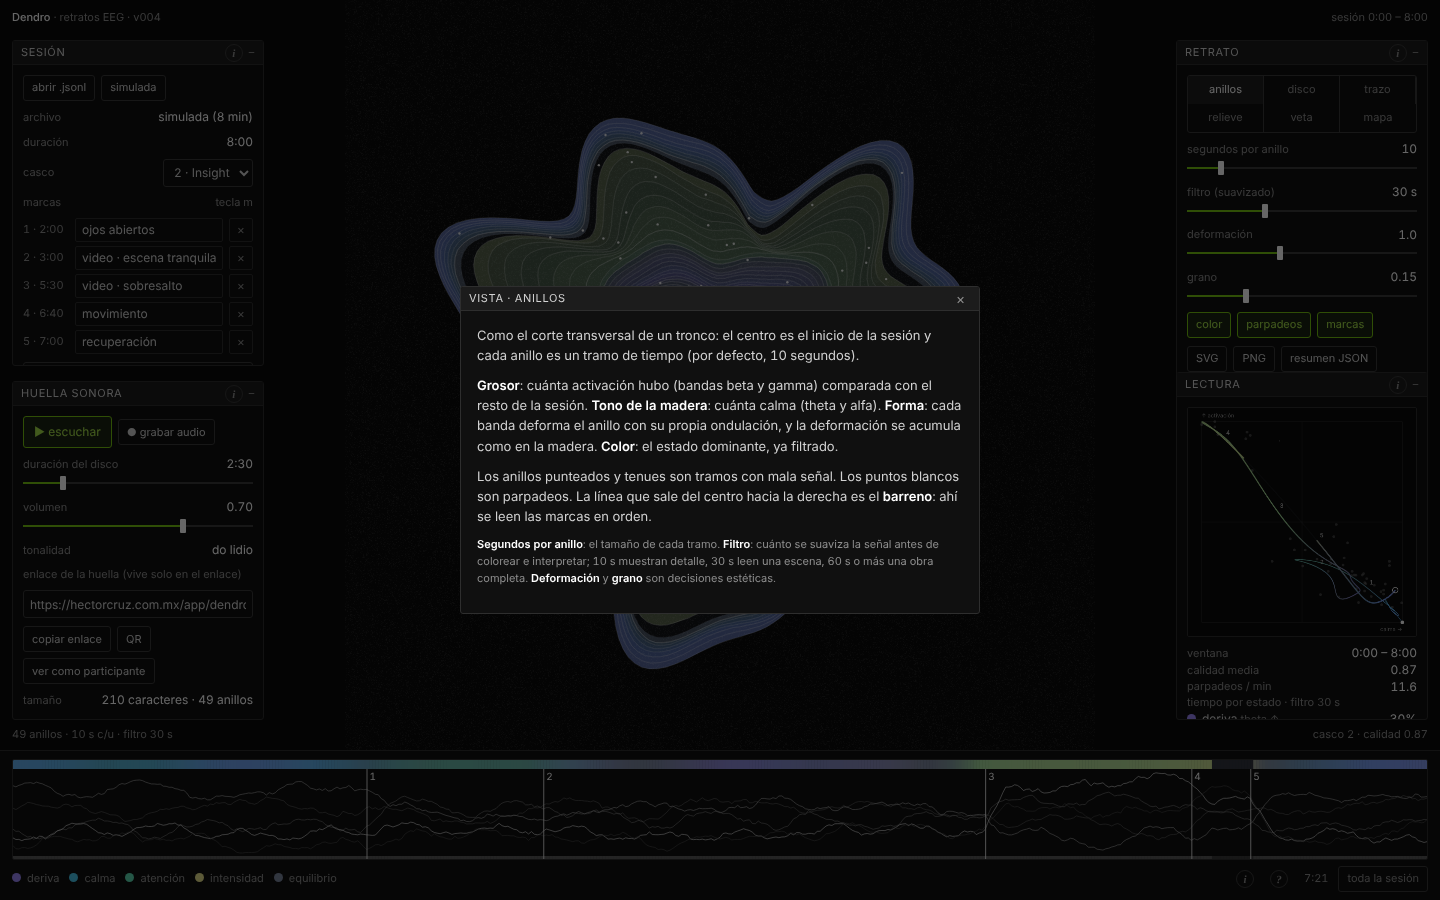 Dendro · retratos EEG · v004
sesión 0:00 – 8:00
SESIÓN
i −
abrir .jsonl simulada
archivo simulada (8 min)
duración 8:00
casco 2 · Insight
marcas tecla m
1 · 2:00 ojos abiertos ×
2 · 3:00 video · escena tranquila ×
3 · 5:30 video · sobresalto ×
4 · 6:40 movimiento ×
5 · 7:00 recuperación ×
HUELLA SONORA
i −
▶ escuchar ● grabar audio
duración del disco 2:30
volumen 0.70
tonalidad do lidio
enlace de la huella (vive solo en el enlace)
https://hectorcruz.com.mx/app/dendro
copiar enlace QR
ver como participante
tamaño 210 caracteres · 49 anillos
49 anillos · 10 s c/u · filtro 30 s
VISTA · ANILLOS ×
Como el corte transversal de un tronco: el centro es el inicio de la sesión y
cada anillo es un tramo de tiempo (por defecto, 10 segundos).
Grosor: cuánta activación hubo (bandas beta y gamma) comparada con el
resto de la sesión. Tono de la madera: cuánta calma (theta y alfa). Forma: cada
banda deforma el anillo con su propia ondulación, y la deformación se acumula
como en la madera. Color: el estado dominante, ya filtrado.
Los anillos punteados y tenues son tramos con mala señal. Los puntos blancos
son parpadeos. La línea que sale del centro hacia la derecha es el barreno: ahí
se leen las marcas en orden.
Segundos por anillo: el tamaño de cada tramo. Filtro: cuánto se suaviza la señal antes de
colorear e interpretar; 10 s muestran detalle, 30 s leen una escena, 60 s o más una obra
completa. Deformación y grano son decisiones estéticas.
RETRATO
i −
anillos disco trazo
relieve veta mapa
segundos por anillo 10
filtro (suavizado) 30 s
deformación 1.0
grano 0.15
color parpadeos marcas
SVG PNG resumen JSON
LECTURA
i −
4
3
5
ventana 0:00 – 8:00
calidad media 0.87
parpadeos / min 11.6
tiempo por estado · filtro 30 s
deriva theta 30%
casco 2 · calidad 0.87
1 2 3 4 5
deriva calma atención intensidad equilibrio
i ? 7:21 toda la sesión